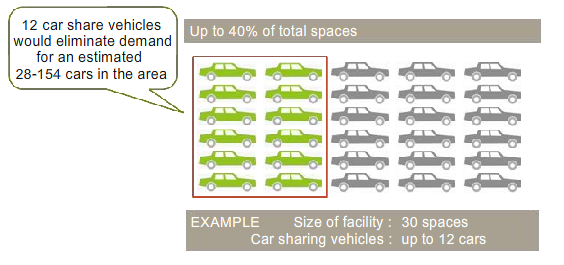 12 car share vehicles
would eliminate demand
for an estimated
28-154 cars in the area
Up to 40% of total spaces
EXAMPLE Size of facility : 30 spaces
Car sharing vehicles : up to 12 cars